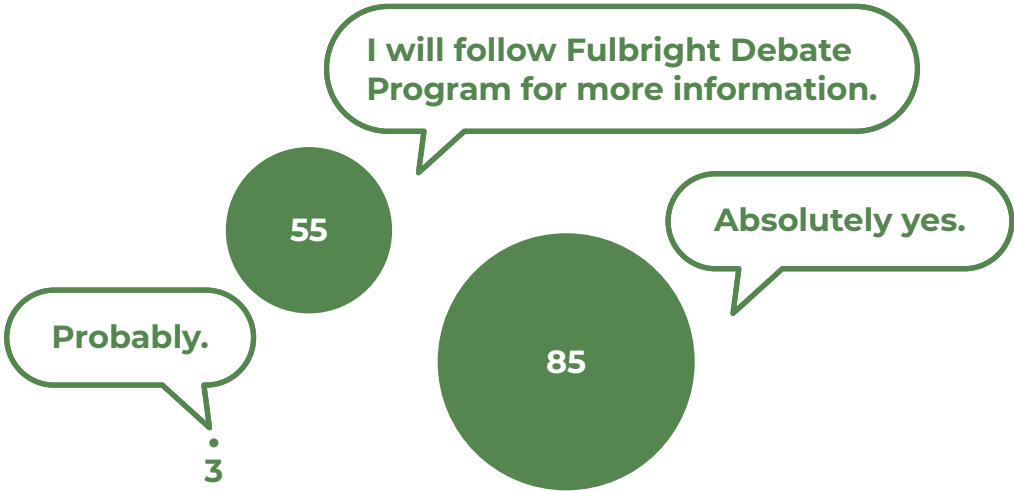 I will follow Fulbright Debate
Program for more information.
55
Absolutely yes.
85
Probably.
3